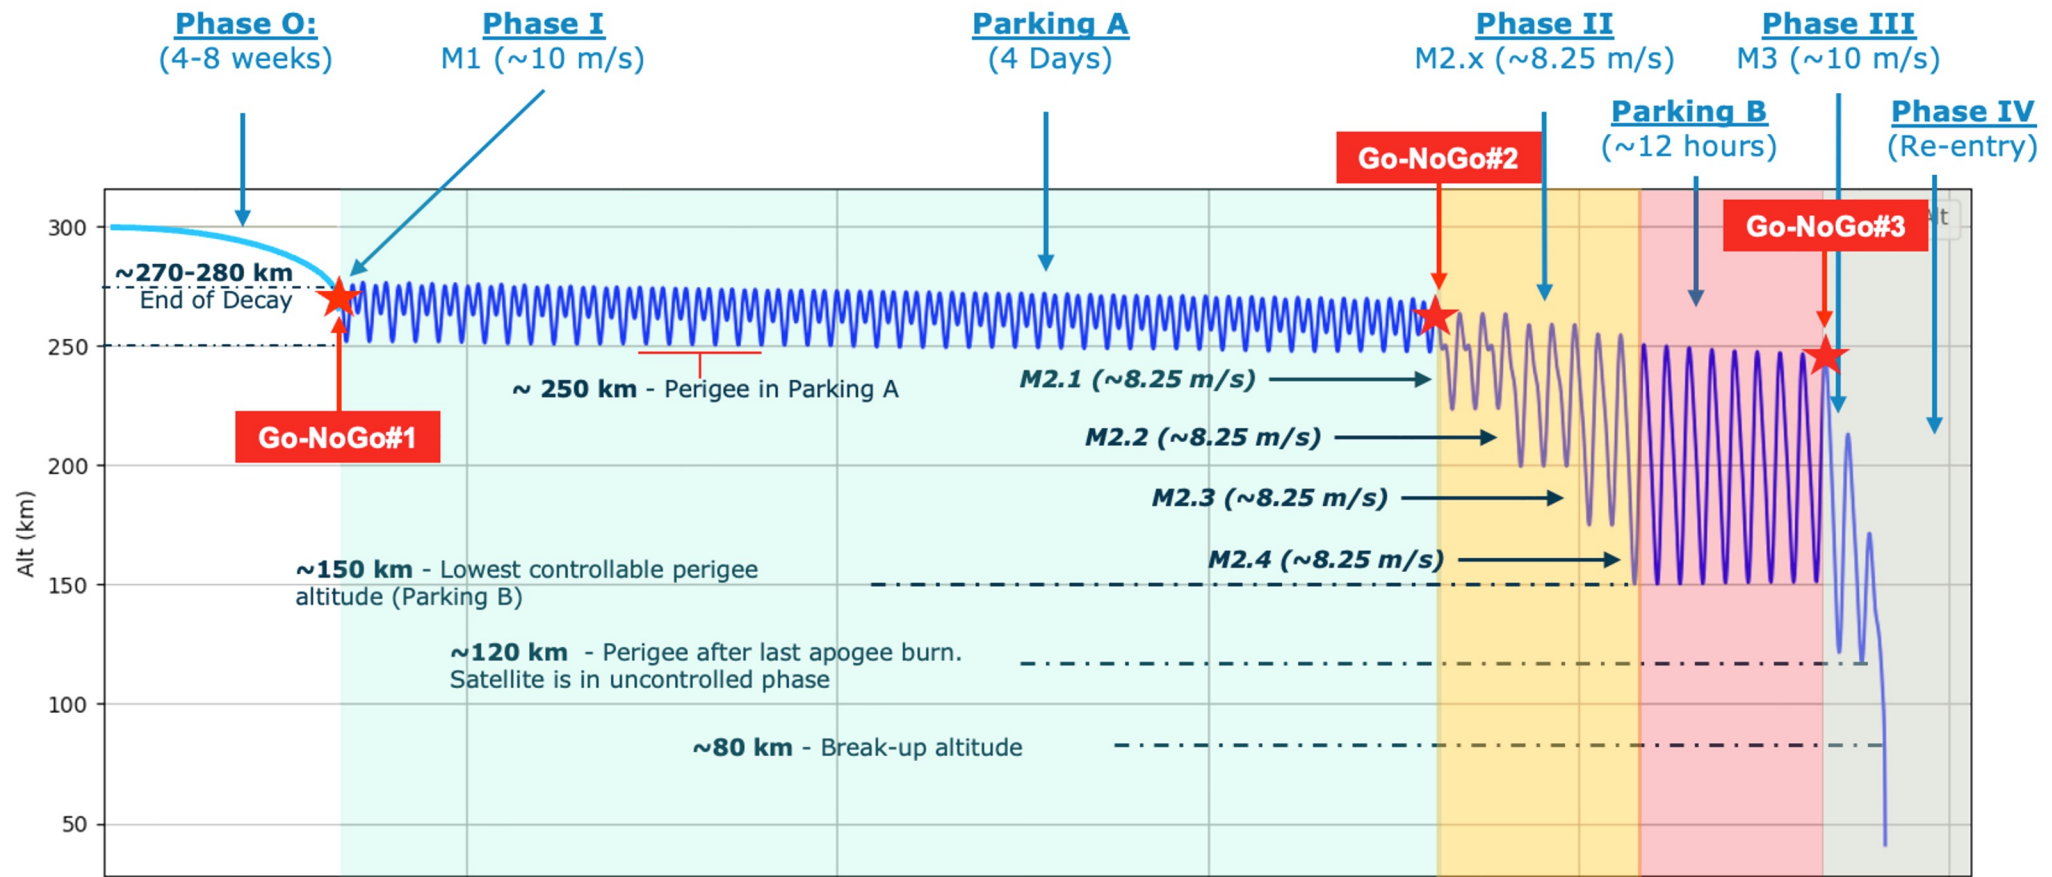 Phase O:
(4-8 weeks)
Phase I
M1 (~10 m/s)
Parking A
(4 Days)
Phase II
M2.x (~8.25 m/s)
Phase III
M3 (~10 m/s)
Parking B
(~12 hours)
Phase IV
(Re-entry)
Go-NoGo#2
Go-NoGo#3
Alt (km)
300
250
200
150
100
50
~270-280 km
End of Decay
Go-NoGo#1
~ 250 km - Perigee in Parking A
M2.1 (~8.25 m/s)
M2.2 (~8.25 m/s)
M2.3 (~8.25 m/s)
M2.4 (~8.25 m/s)
~150 km - Lowest controllable perigee
altitude (Parking B)
~120 km - Perigee after last apogee burn.
Satellite is in uncontrolled phase
~80 km - Break-up altitude